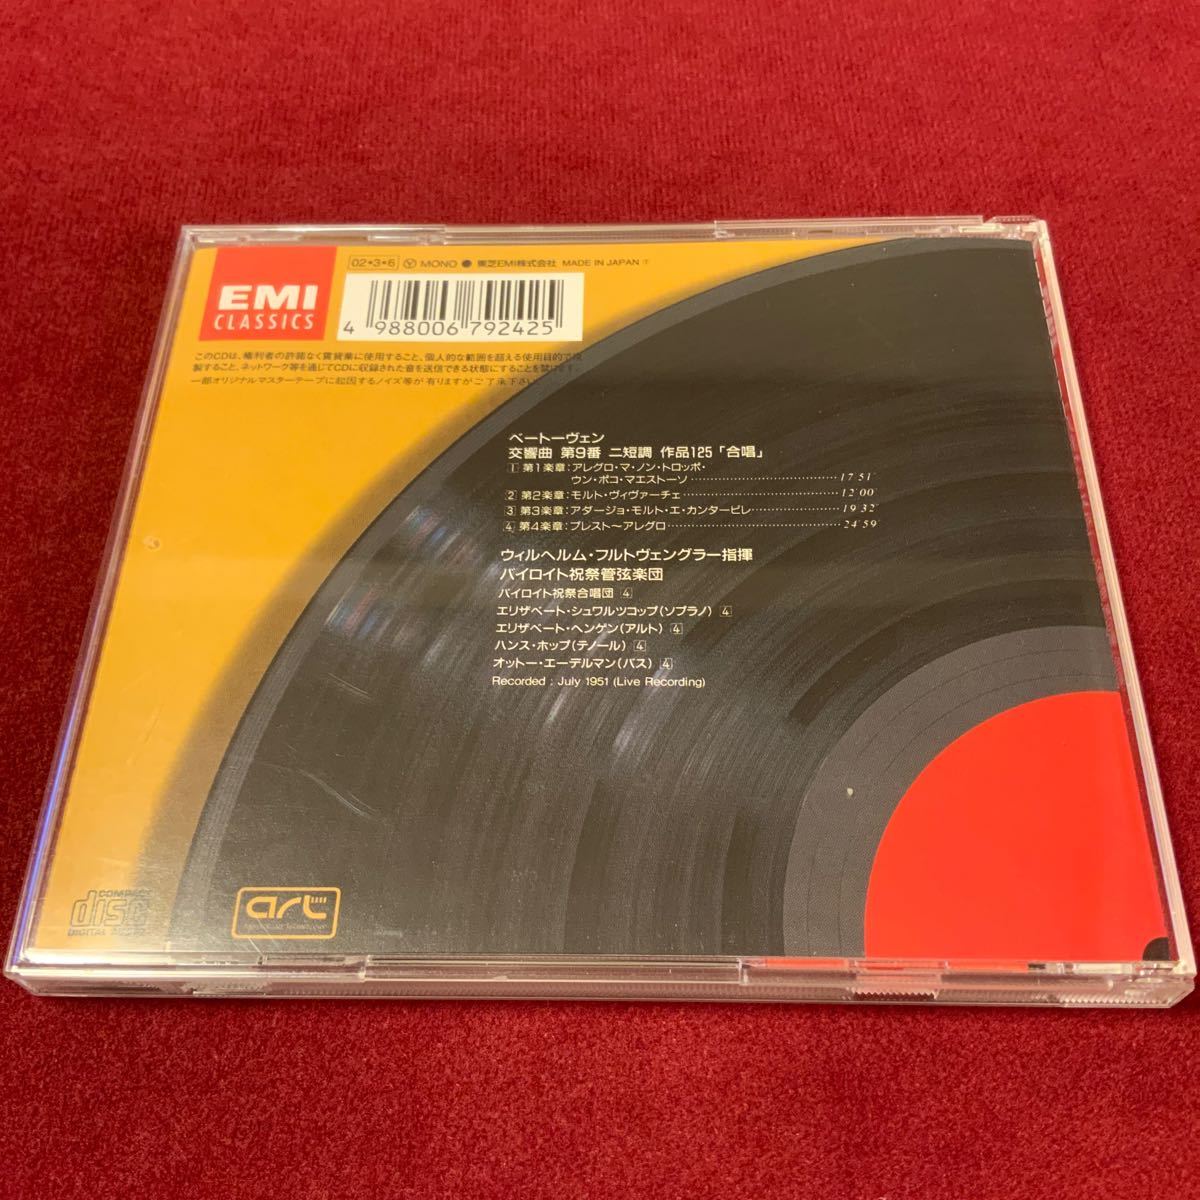 EMI
CLASSICS
02・3・6 Ⓨ MONO ● 東芝EMI株式会社 MADE IN JAPAN
4 988006 792425
このCDは、権利者の許諾なく賃貸業に使用すること、個人的な範囲を超える使用目的で複
製すること、ネットワーク等を通じてCDに収録された音を送信できる状態にすることを禁じます。
一部オリジナルマスターテープに起因するノイズ等が有りますがご了承下さい。
ベートーヴェン
交響曲 第9番 ニ短調 作品125「合唱」
1 第1楽章:アレグロ・マ・ノン・トロッポ・
ウン・ポコ・マエストーソ 17'51
2 第2楽章:モルト・ヴィヴァーチェ 12'00
3 第3楽章:アダージョ・モルト・エ・カンタービレ 19'32
4 第4楽章:プレスト〜アレグロ 24'59
ウィルヘルム・フルトヴェングラー指揮
バイロイト祝祭管弦楽団
バイロイト祝祭合唱団 4
エリザベート・シュワルツコップ(ソプラノ) 4
エリザベート・ヘンゲン(アルト) 4
ハンス・ホップ(テノール) 4
オットー・エーデルマン(バス) 4
Recorded : July 1951 (Live Recording)
COMPACT
disc
DIGITAL AUDIO
art